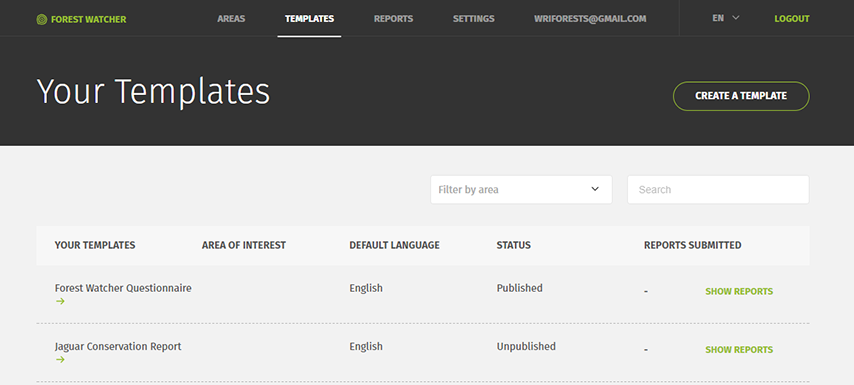 FOREST WATCHER AREAS TEMPLATES REPORTS SETTINGS WRIFORESTS@GMAIL.COM EN LOGOUT
Your Templates
CREATE A TEMPLATE
Filter by area Search
YOUR TEMPLATES AREA OF INTEREST DEFAULT LANGUAGE STATUS REPORTS SUBMITTED
Forest Watcher Questionnaire English Published - SHOW REPORTS
Jaguar Conservation Report English Unpublished - SHOW REPORTS